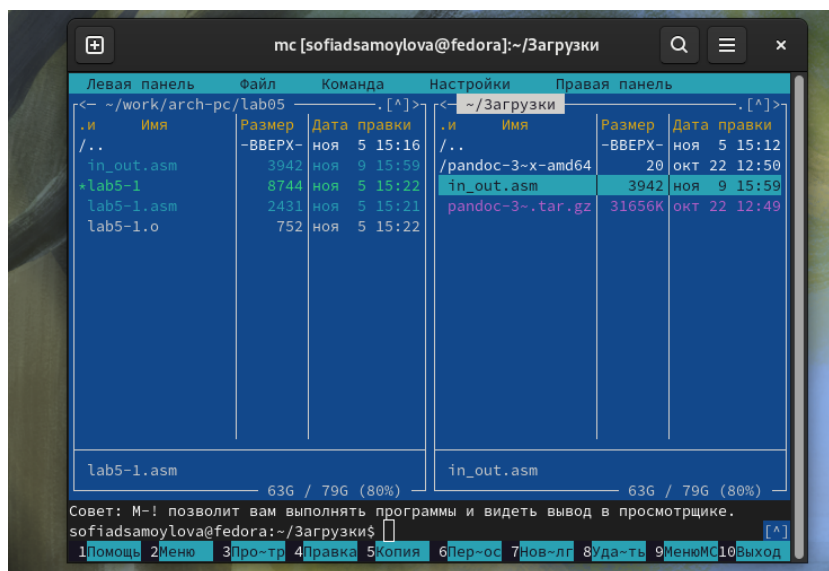 mc [sofiadsamoylova@fedora]:~/Загрузки
Левая панель Файл Команда Настройки Правая панель
<— ~/work/arch-pc/lab05 —.[^]>
.и Имя Размер Дата правки
/.. -ВВЕРХ- ноя 5 15:16
in_out.asm 3942 ноя 9 15:59
*lab5-1 8744 ноя 5 15:22
lab5-1.asm 2431 ноя 5 15:21
lab5-1.o 752 ноя 5 15:22
lab5-1.asm
63G / 79G (80%)
<— ~/Загрузки —.[^]>
.и Имя Размер Дата правки
/.. -ВВЕРХ- ноя 5 15:12
/pandoc-3~x-amd64 20 окт 22 12:50
in_out.asm 3942 ноя 9 15:59
pandoc-3~.tar.gz 31656K окт 22 12:49
in_out.asm
63G / 79G (80%)
Совет: M-! позволит вам выполнять программы и видеть вывод в просмотрщике.
sofiadsamoylova@fedora:~/Загрузки$ [^]
1Помощь 2Меню 3Про~тр 4Правка 5Копия 6Пер~ос 7Нов~лг 8Уда~ть 9МенюMC 10Выход